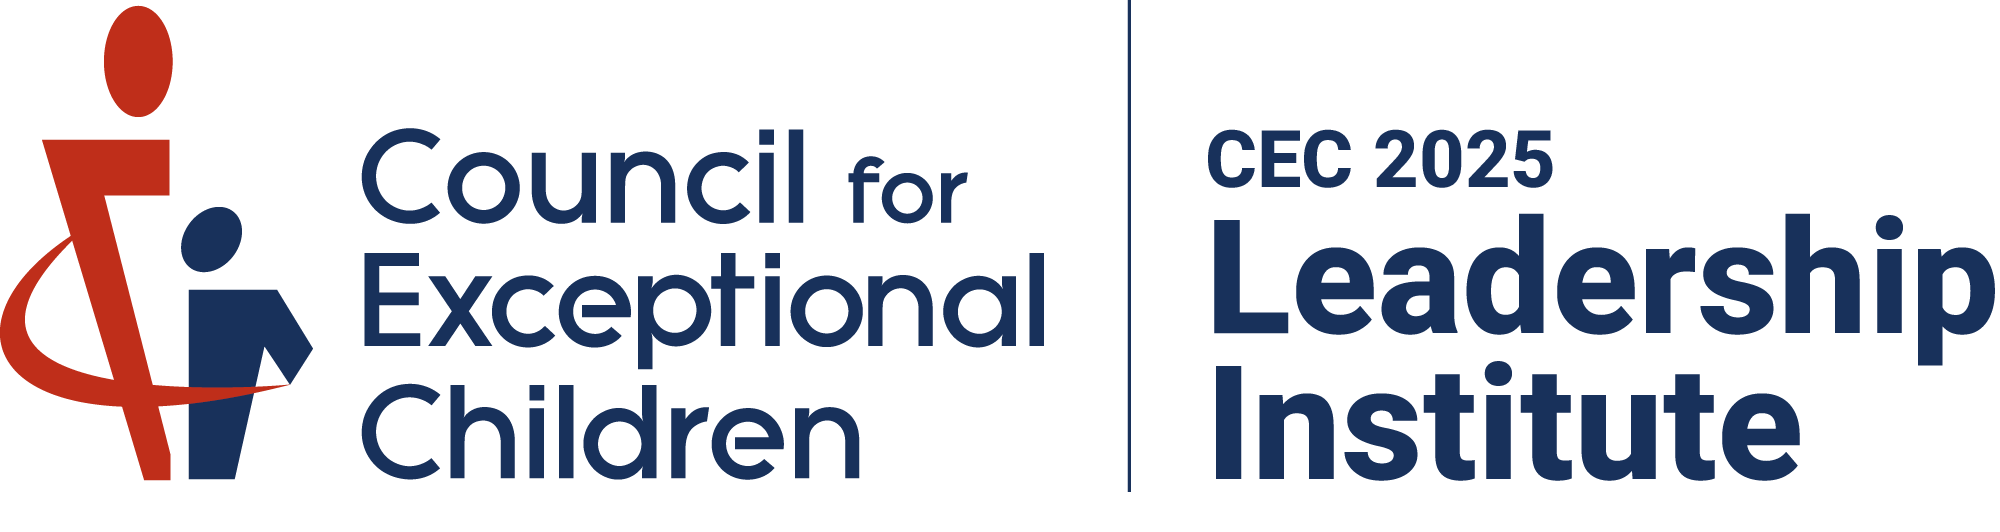 Council for
Exceptional
Children
CEC 2025
Leadership
Institute